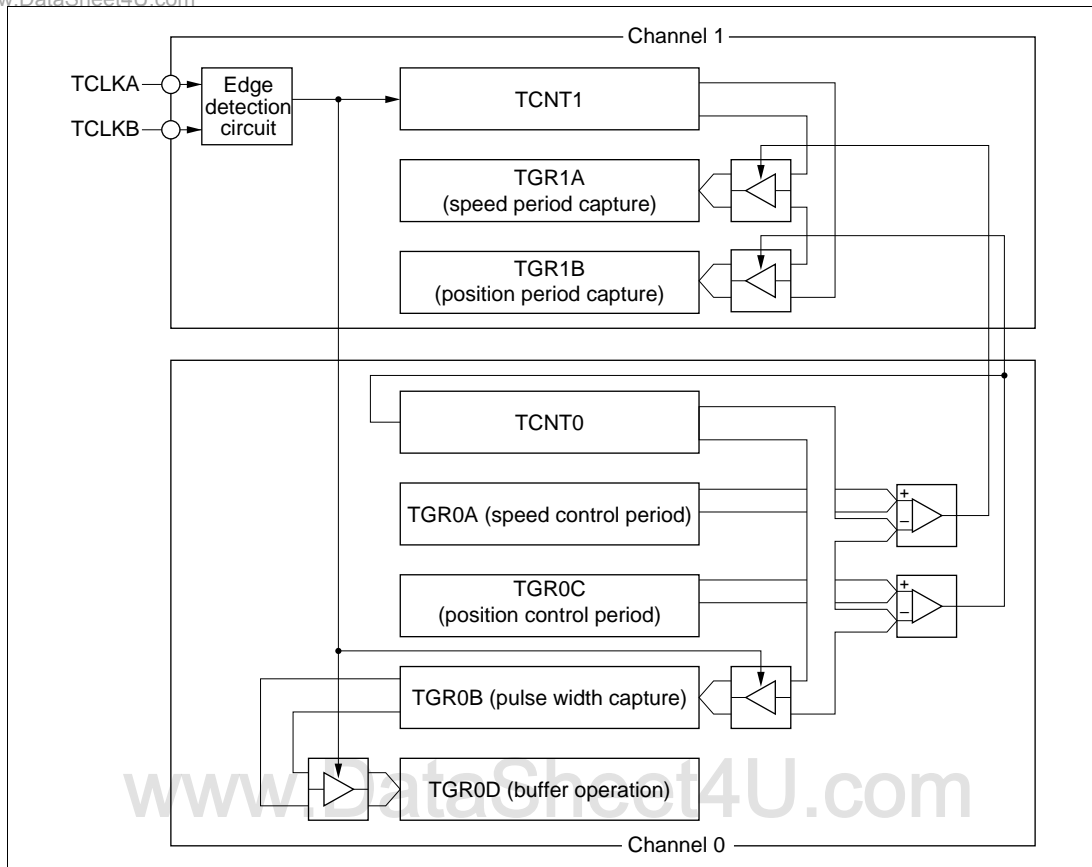 w.DataSheet4U.com
Channel 1
TCLKA
TCLKB
Edge
detection
circuit
TCNT1
TGR1A
(speed period capture)
TGR1B
(position period capture)
TCNT0
TGR0A (speed control period)
+
−
TGR0C
(position control period)
+
−
TGR0B (pulse width capture)
TGR0D (buffer operation)
www.DataSheet4U.com
Channel 0